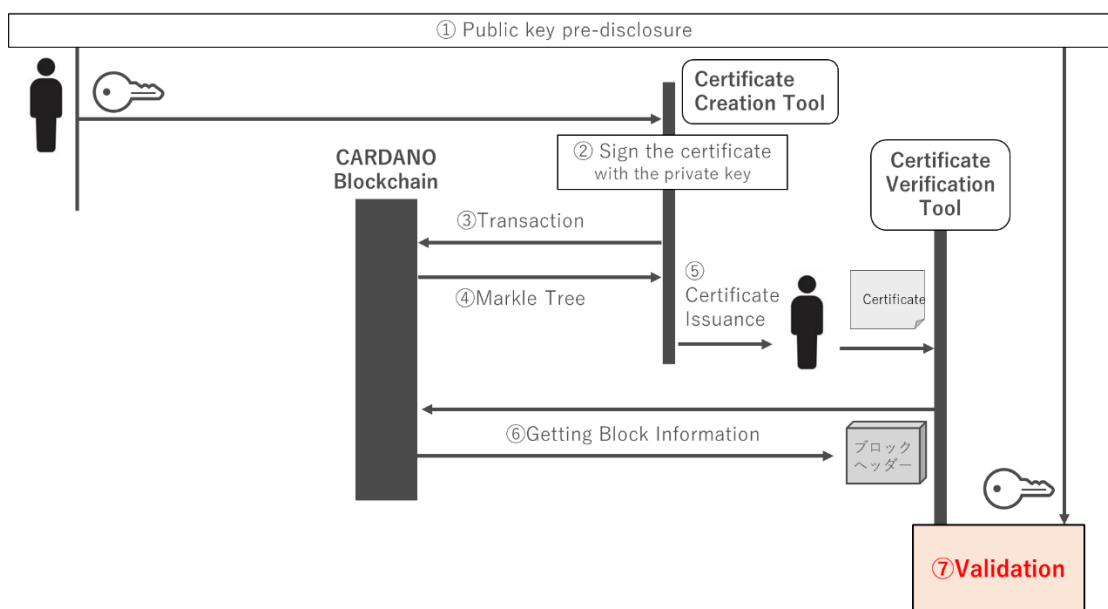 ① Public key pre-disclosure
Certificate
Creation Tool
② Sign the certificate
with the private key
CARDANO
Blockchain
Certificate
Verification
Tool
③Transaction
④Markle Tree
⑤
Certificate
Issuance
Certificate
⑥Getting Block Information
ブロック
ヘッダー
⑦Validation